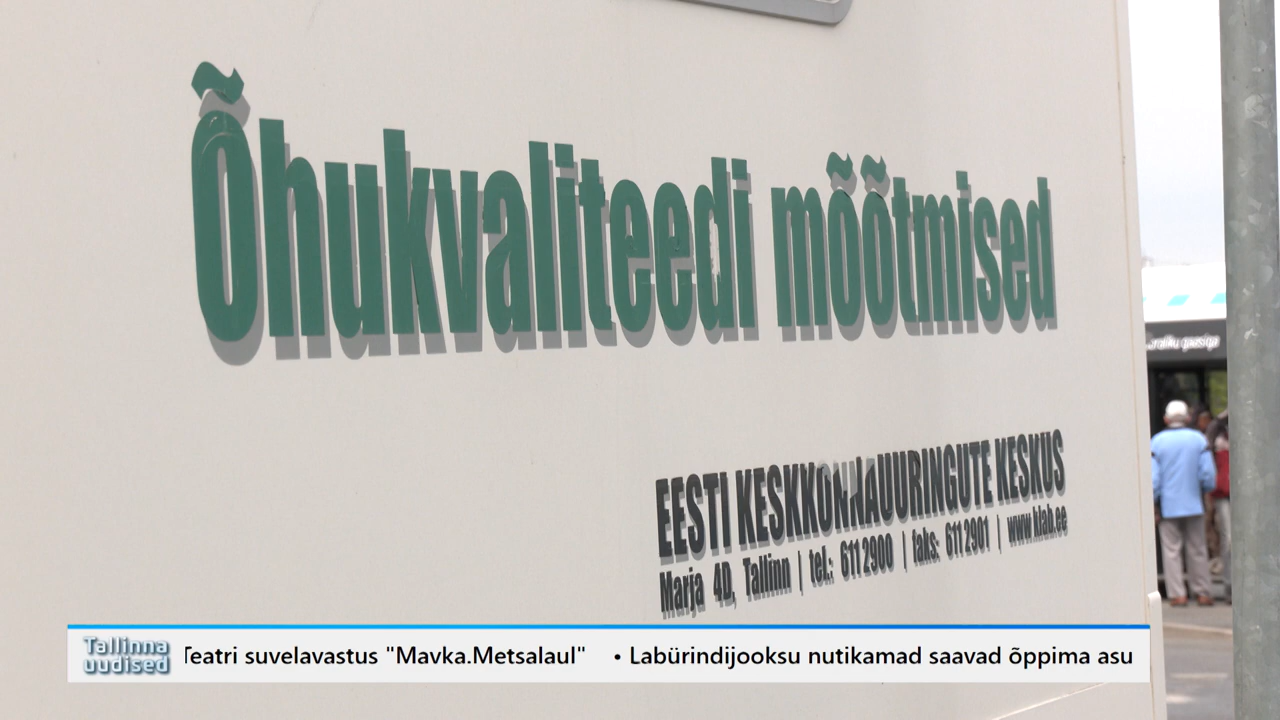 Õhukvaliteedi mõõtmised
EESTI KESKKONNAUURINGUTE KESKUS
Marja 4D, Tallinn | tel.: 611 2900 | faks: 611 2901 | www.klab.ee
gaasiga
Tallinna
uudised
Teatri suvelavastus "Mavka.Metsalaul" • Labürindijooksu nutikamad saavad õppima asu